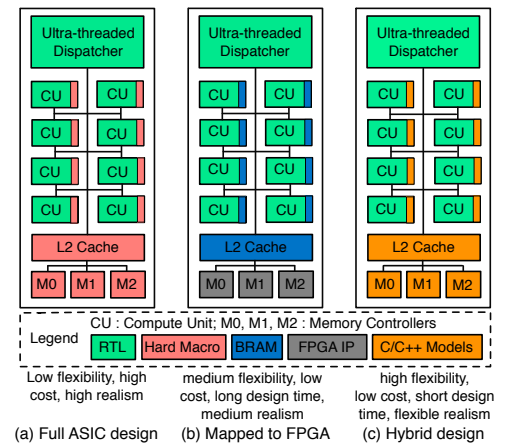 Ultra-threaded Dispatcher
CU CU
CU CU
CU CU
CU CU
L2 Cache
M0 M1 M2
Ultra-threaded Dispatcher
CU CU
CU CU
CU CU
CU CU
L2 Cache
M0 M1 M2
Ultra-threaded Dispatcher
CU CU
CU CU
CU CU
CU CU
L2 Cache
M0 M1 M2
CU : Compute Unit; M0, M1, M2 : Memory Controllers
Legend
RTL Hard Macro BRAM FPGA IP C/C++ Models
Low flexibility, high
cost, high realism
medium flexibility, low
cost, long design time,
medium realism
high flexibility,
low cost, short design
time, flexible realism
(a) Full ASIC design (b) Mapped to FPGA (c) Hybrid design